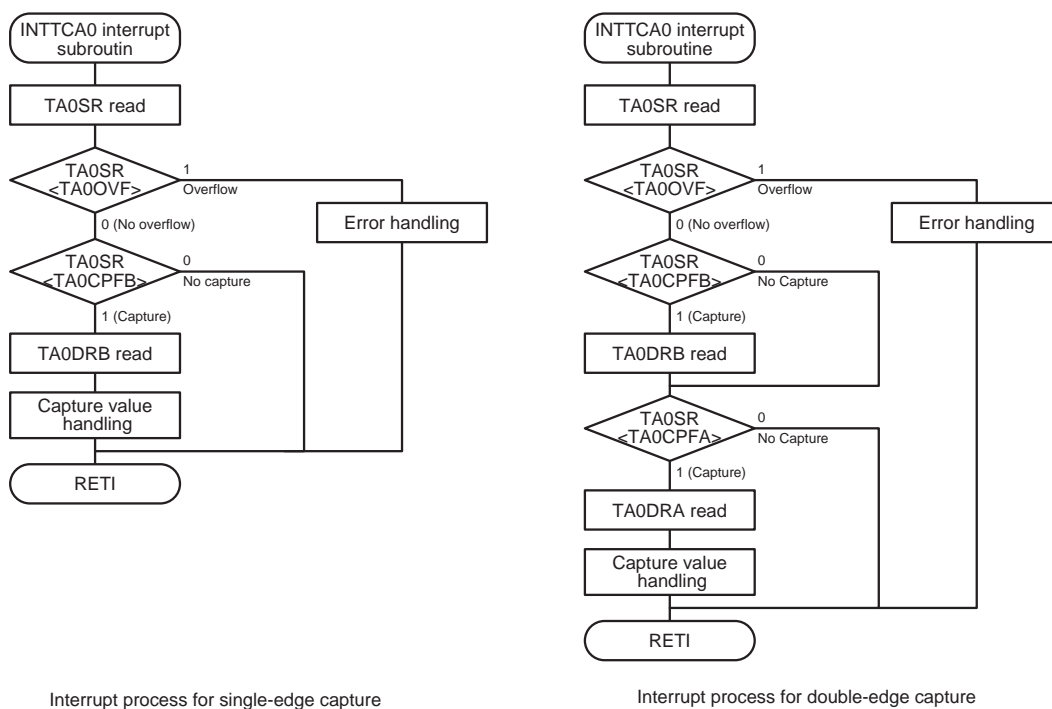 INTTCA0 interrupt
subroutin
TA0SR read
TA0SR
<TA0OVF>
1
Overflow
0 (No overflow)
Error handling
TA0SR
<TA0CPFB>
0
No capture
1 (Capture)
TA0DRB read
Capture value
handling
RETI
Interrupt process for single-edge capture
INTTCA0 interrupt
subroutine
TA0SR read
TA0SR
<TA0OVF>
1
Overflow
0 (No overflow)
Error handling
TA0SR
<TA0CPFB>
0
No Capture
1 (Capture)
TA0DRB read
TA0SR
<TA0CPFA>
0
No Capture
1 (Capture)
TA0DRA read
Capture value
handling
RETI
Interrupt process for double-edge capture